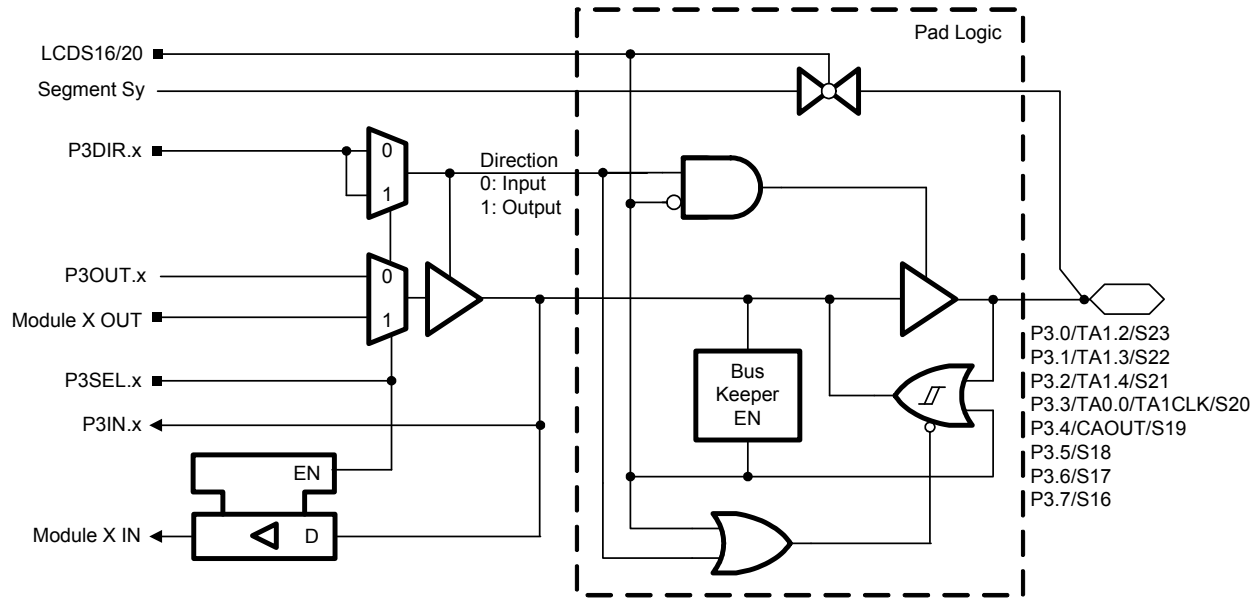 Pad Logic
LCDS16/20
Segment Sy
P3DIR.x
0
1
Direction
0: Input
1: Output
P3OUT.x
0
Module X OUT
1
P3SEL.x
P3IN.x
EN
Module X IN
D
Bus
Keeper
EN
P3.0/TA1.2/S23
P3.1/TA1.3/S22
P3.2/TA1.4/S21
P3.3/TA0.0/TA1CLK/S20
P3.4/CAOUT/S19
P3.5/S18
P3.6/S17
P3.7/S16